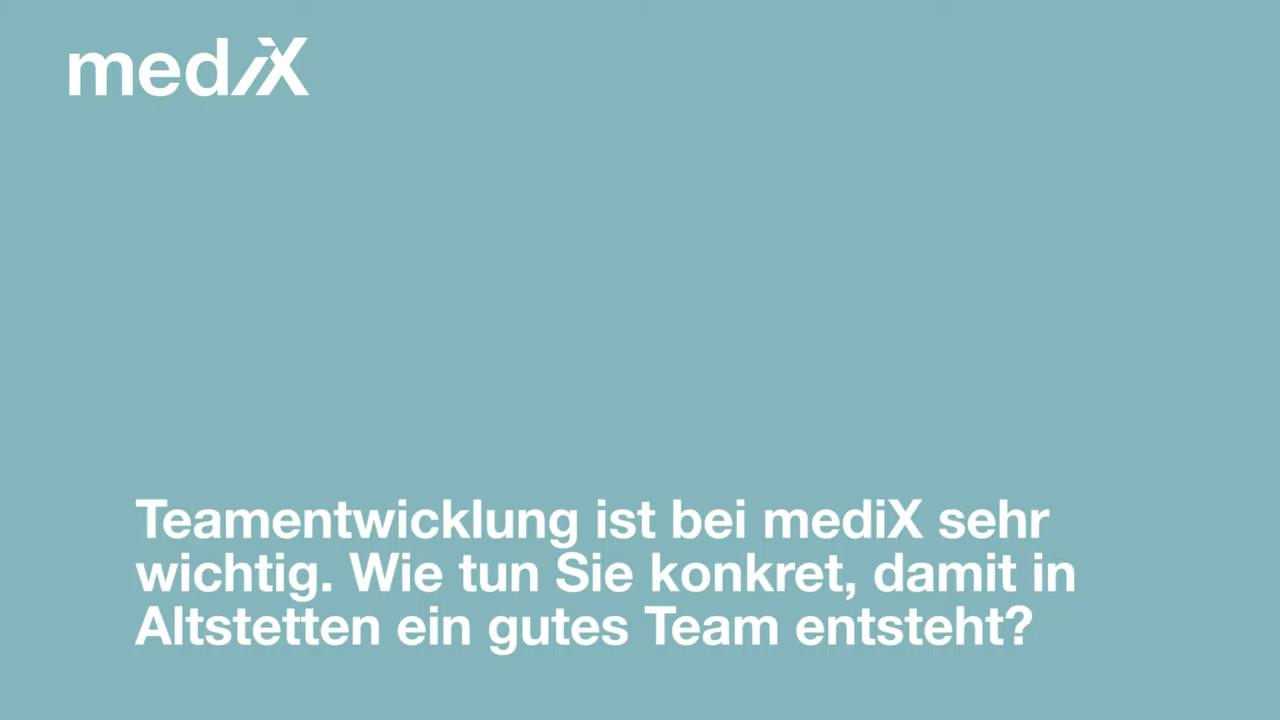 mediX
Teamentwicklung ist bei mediX sehr
wichtig. Wie tun Sie konkret, damit in
Altstetten ein gutes Team entsteht?